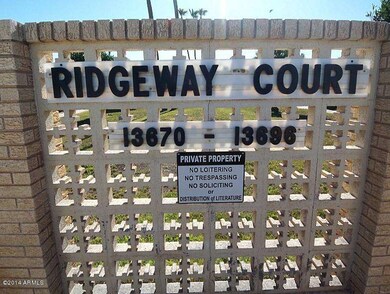 RIDGEWAY COURT
13670 - 13696
PRIVATE PROPERTY
NO LOITERING
NO TRESPASSING
NO SOLICITING
or
DISTRIBUTION of LITERATURE
©2014 ARMLS